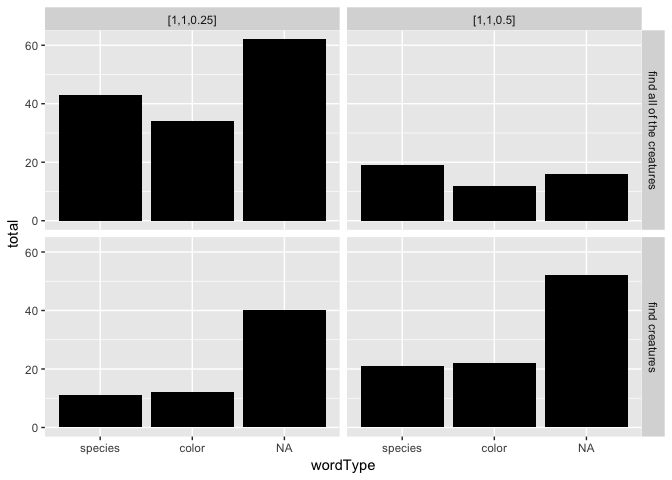 [1,1,0.25]
[1,1,0.5]
60
40
20
0
find all of the creatures
total
60
40
20
0
find creatures
species
color
NA
species
color
NA
wordType